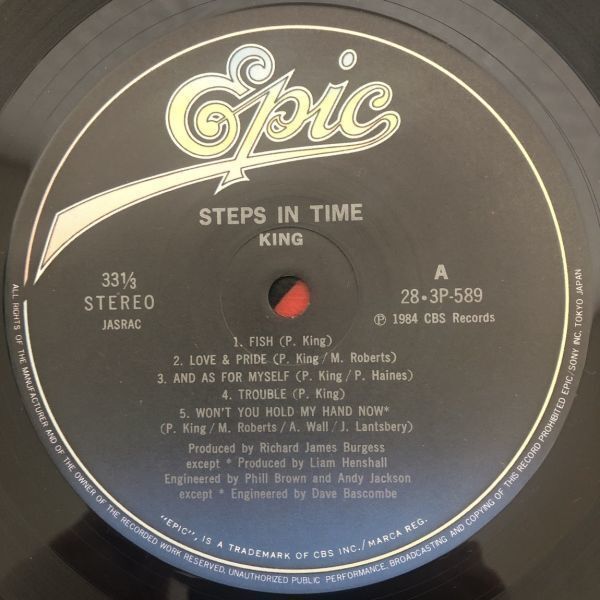 Epic
STEPS IN TIME
KING
33⅓
STEREO
JASRAC
A
28・3P-589
Ⓟ 1984 CBS Records
1. FISH (P. King)
2. LOVE & PRIDE (P. King/M. Roberts)
3. AND AS FOR MYSELF (P. King/P. Haines)
4. TROUBLE (P. King)
5. WON'T YOU HOLD MY HAND NOW*
(P. King/M. Roberts/A. Wall/J. Lantsbery)
Produced by Richard James Burgess
except * Produced by Liam Henshall
Engineered by Phill Brown and Andy Jackson
except * Engineered by Dave Bascombe
"EPIC", IS A TRADEMARK OF CBS INC./MARCA REG.
ALL RIGHTS OF THE MANUFACTURER AND OF THE OWNER OF THE RECORDED WORK RESERVED. UNAUTHORIZED PUBLIC PERFORMANCE, BROADCASTING AND COPYING OF THIS RECORD PROHIBITED EPIC/SONY INC. TOKYO JAPAN